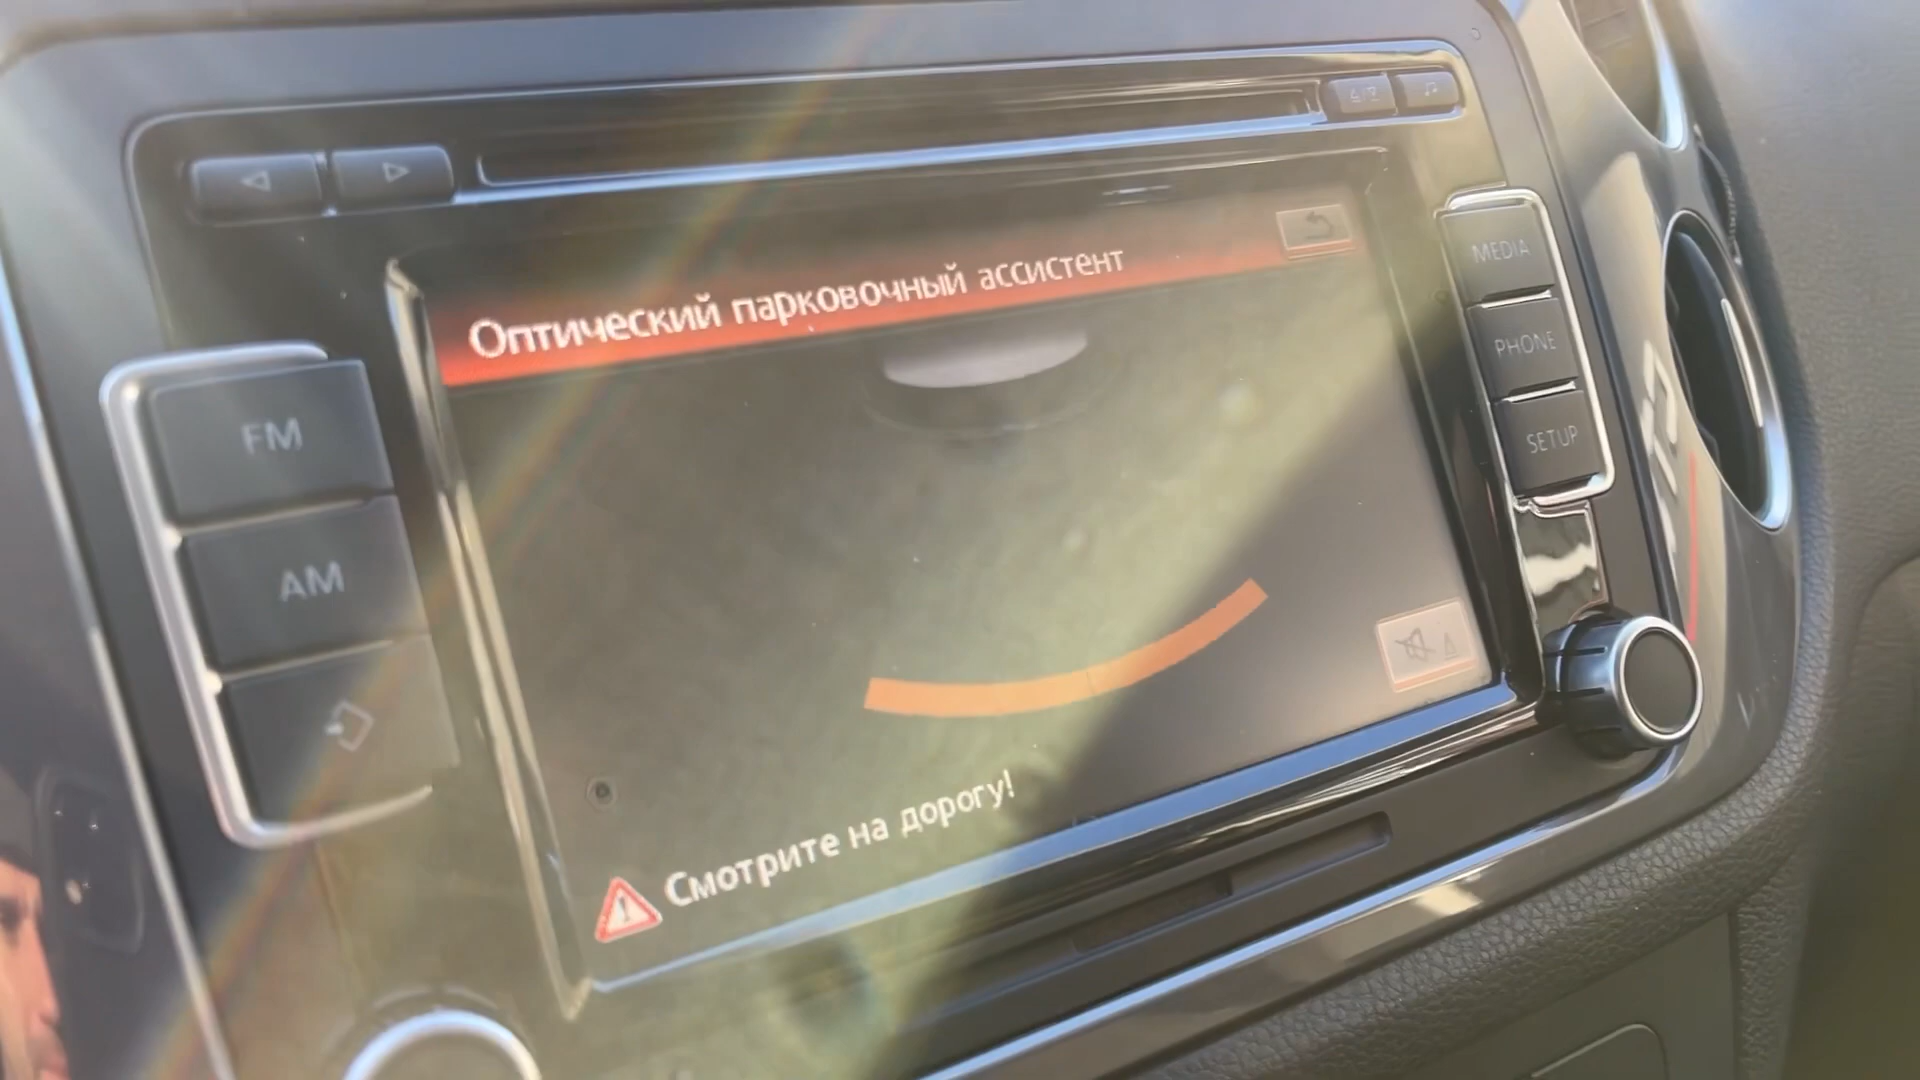 Оптический парковочный ассистент
MEDIA
PHONE
SETUP
FM
AM
Смотрите на дорогу!